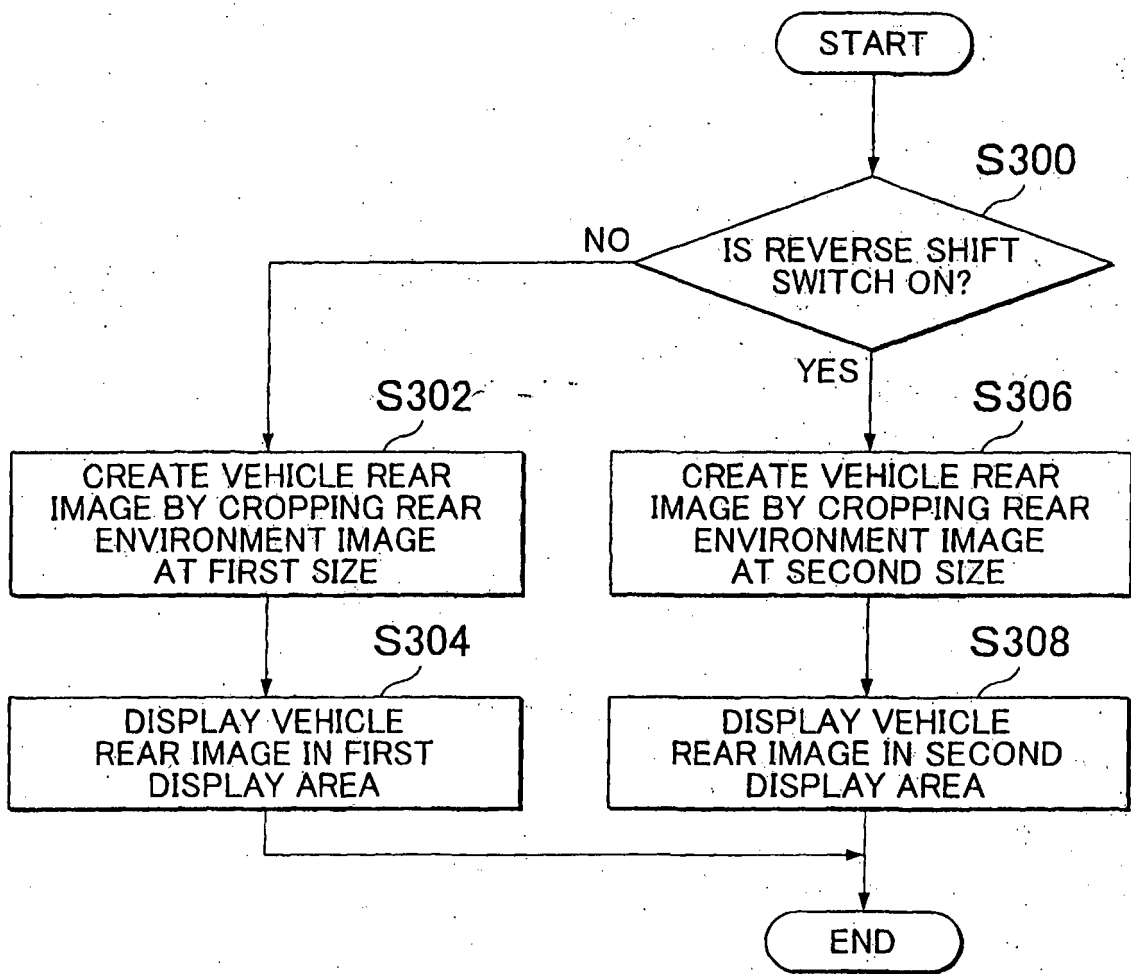 START
S300
NO
IS REVERSE SHIFT
SWITCH ON?
YES
S302
CREATE VEHICLE REAR
IMAGE BY CROPPING REAR
ENVIRONMENT IMAGE
AT FIRST SIZE
S306
CREATE VEHICLE REAR
IMAGE BY CROPPING REAR
ENVIRONMENT IMAGE
AT SECOND SIZE
S304
DISPLAY VEHICLE
REAR IMAGE IN FIRST
DISPLAY AREA
S308
DISPLAY VEHICLE
REAR IMAGE IN SECOND
DISPLAY AREA
END